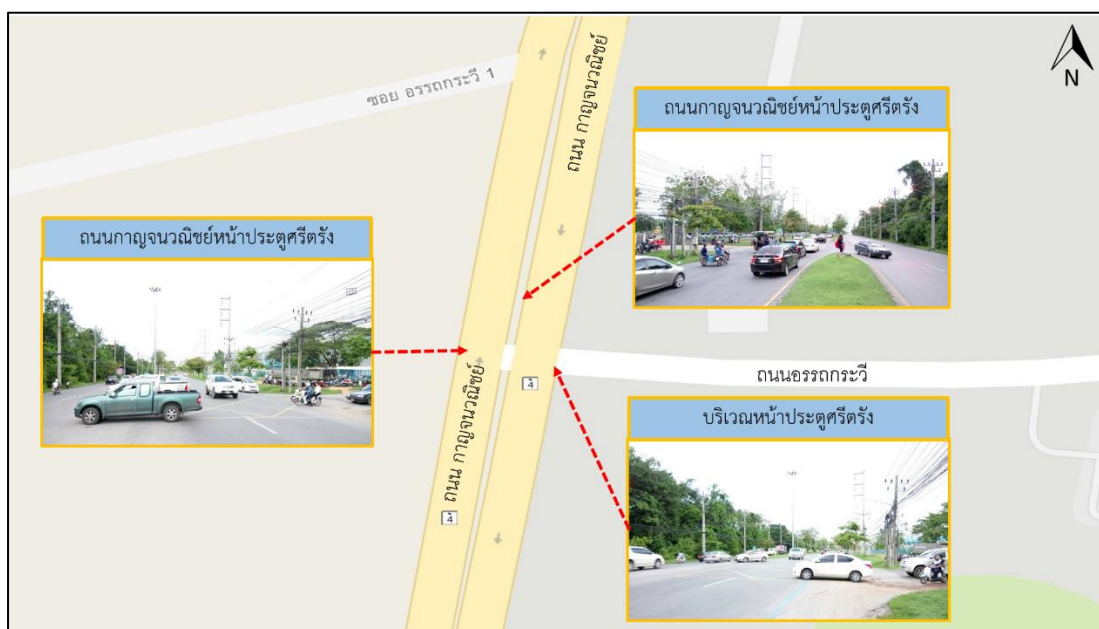 ซอย อรรถกระวี 1
ถนน กาญจนวณิชย์
N
ถนนกาญจนวณิชย์หน้าประตูศรีตรัง
ถนนกาญจนวณิชย์หน้าประตูศรีตรัง
ถนนอรรถกระวี
4
บริเวณหน้าประตูศรีตรัง
ถนน กาญจนวณิชย์
4